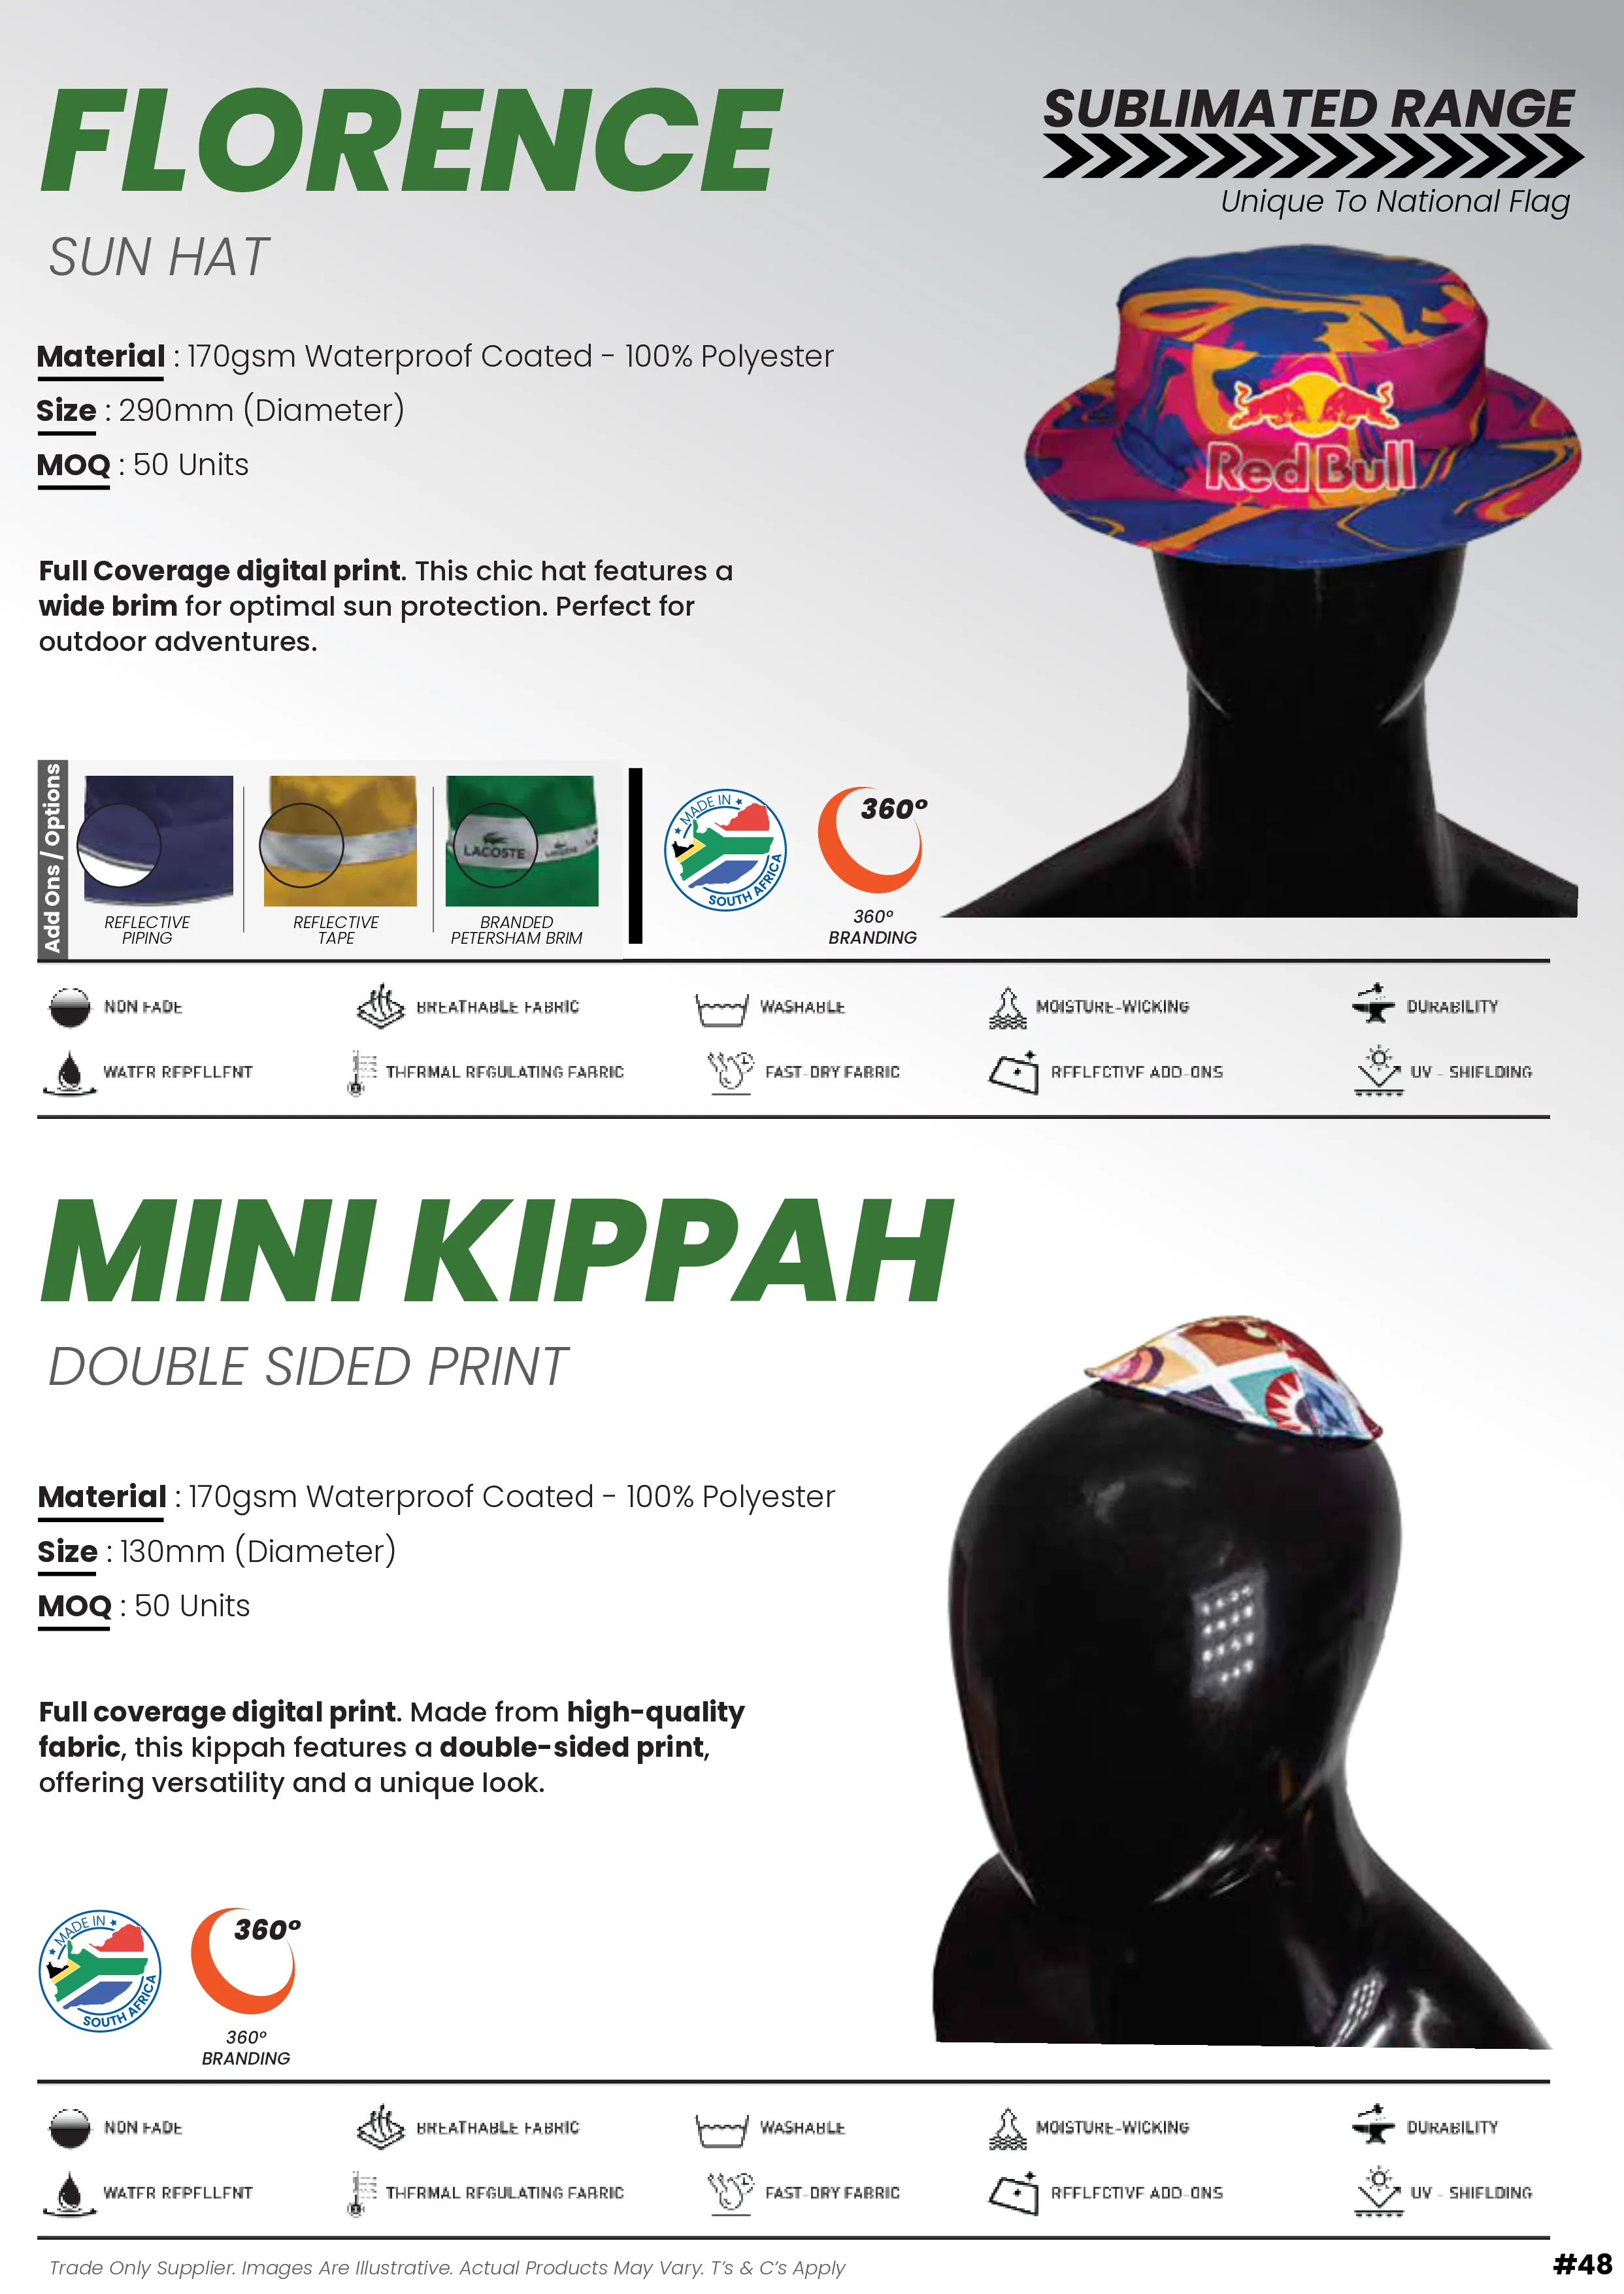 FLORENCE
SUN HAT
SUBLIMATED RANGE
Unique To National Flag
Material : 170gsm Waterproof Coated - 100% Polyester
Size : 290mm (Diameter)
MOQ : 50 Units
Full Coverage digital print. This chic hat features a
wide brim for optimal sun protection. Perfect for
outdoor adventures.
Red Bull
Add Ons / Options
REFLECTIVE
PIPING
REFLECTIVE
TAPE
LACOSTE
BRANDED
PETERSHAM BRIM
MADE IN
SOUTH AFRICA
360º
360º
BRANDING
NON FADE
BREATHABLE FABRIC
WASHABLE
MOISTURE-WICKING
DURABILITY
WATER REPELLENT
THERMAL REGULATING FABRIC
FAST-DRY FABRIC
REFLECTIVE ADD-ONS
UV - SHIELDING
MINI KIPPAH
DOUBLE SIDED PRINT
Material : 170gsm Waterproof Coated - 100% Polyester
Size : 130mm (Diameter)
MOQ : 50 Units
Full coverage digital print. Made from high-quality
fabric, this kippah features a double-sided print,
offering versatility and a unique look.
MADE IN
SOUTH AFRICA
360º
360º
BRANDING
NON FADE
BREATHABLE FABRIC
WASHABLE
MOISTURE-WICKING
DURABILITY
WATER REPELLENT
THERMAL REGULATING FABRIC
FAST-DRY FABRIC
REFLECTIVE ADD-ONS
UV - SHIELDING
Trade Only Supplier. Images Are Illustrative. Actual Products May Vary. T's & C's Apply
#48